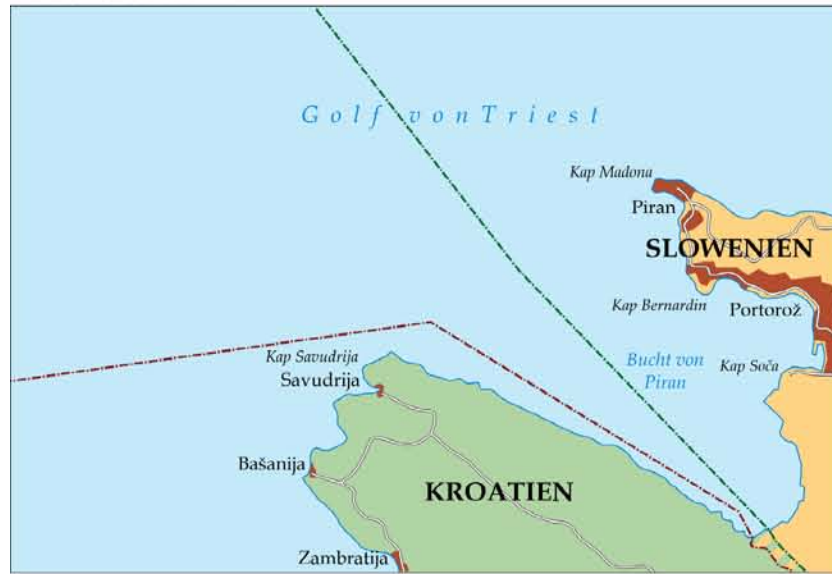 Golf von Triest
Kap Madona
Piran
SLOWENIEN
Kap Bernardin
Portorož
Kap Savudrija
Savudrija
Bucht von
Piran
Kap Soča
Bašanija
KROATIEN
Zambratija